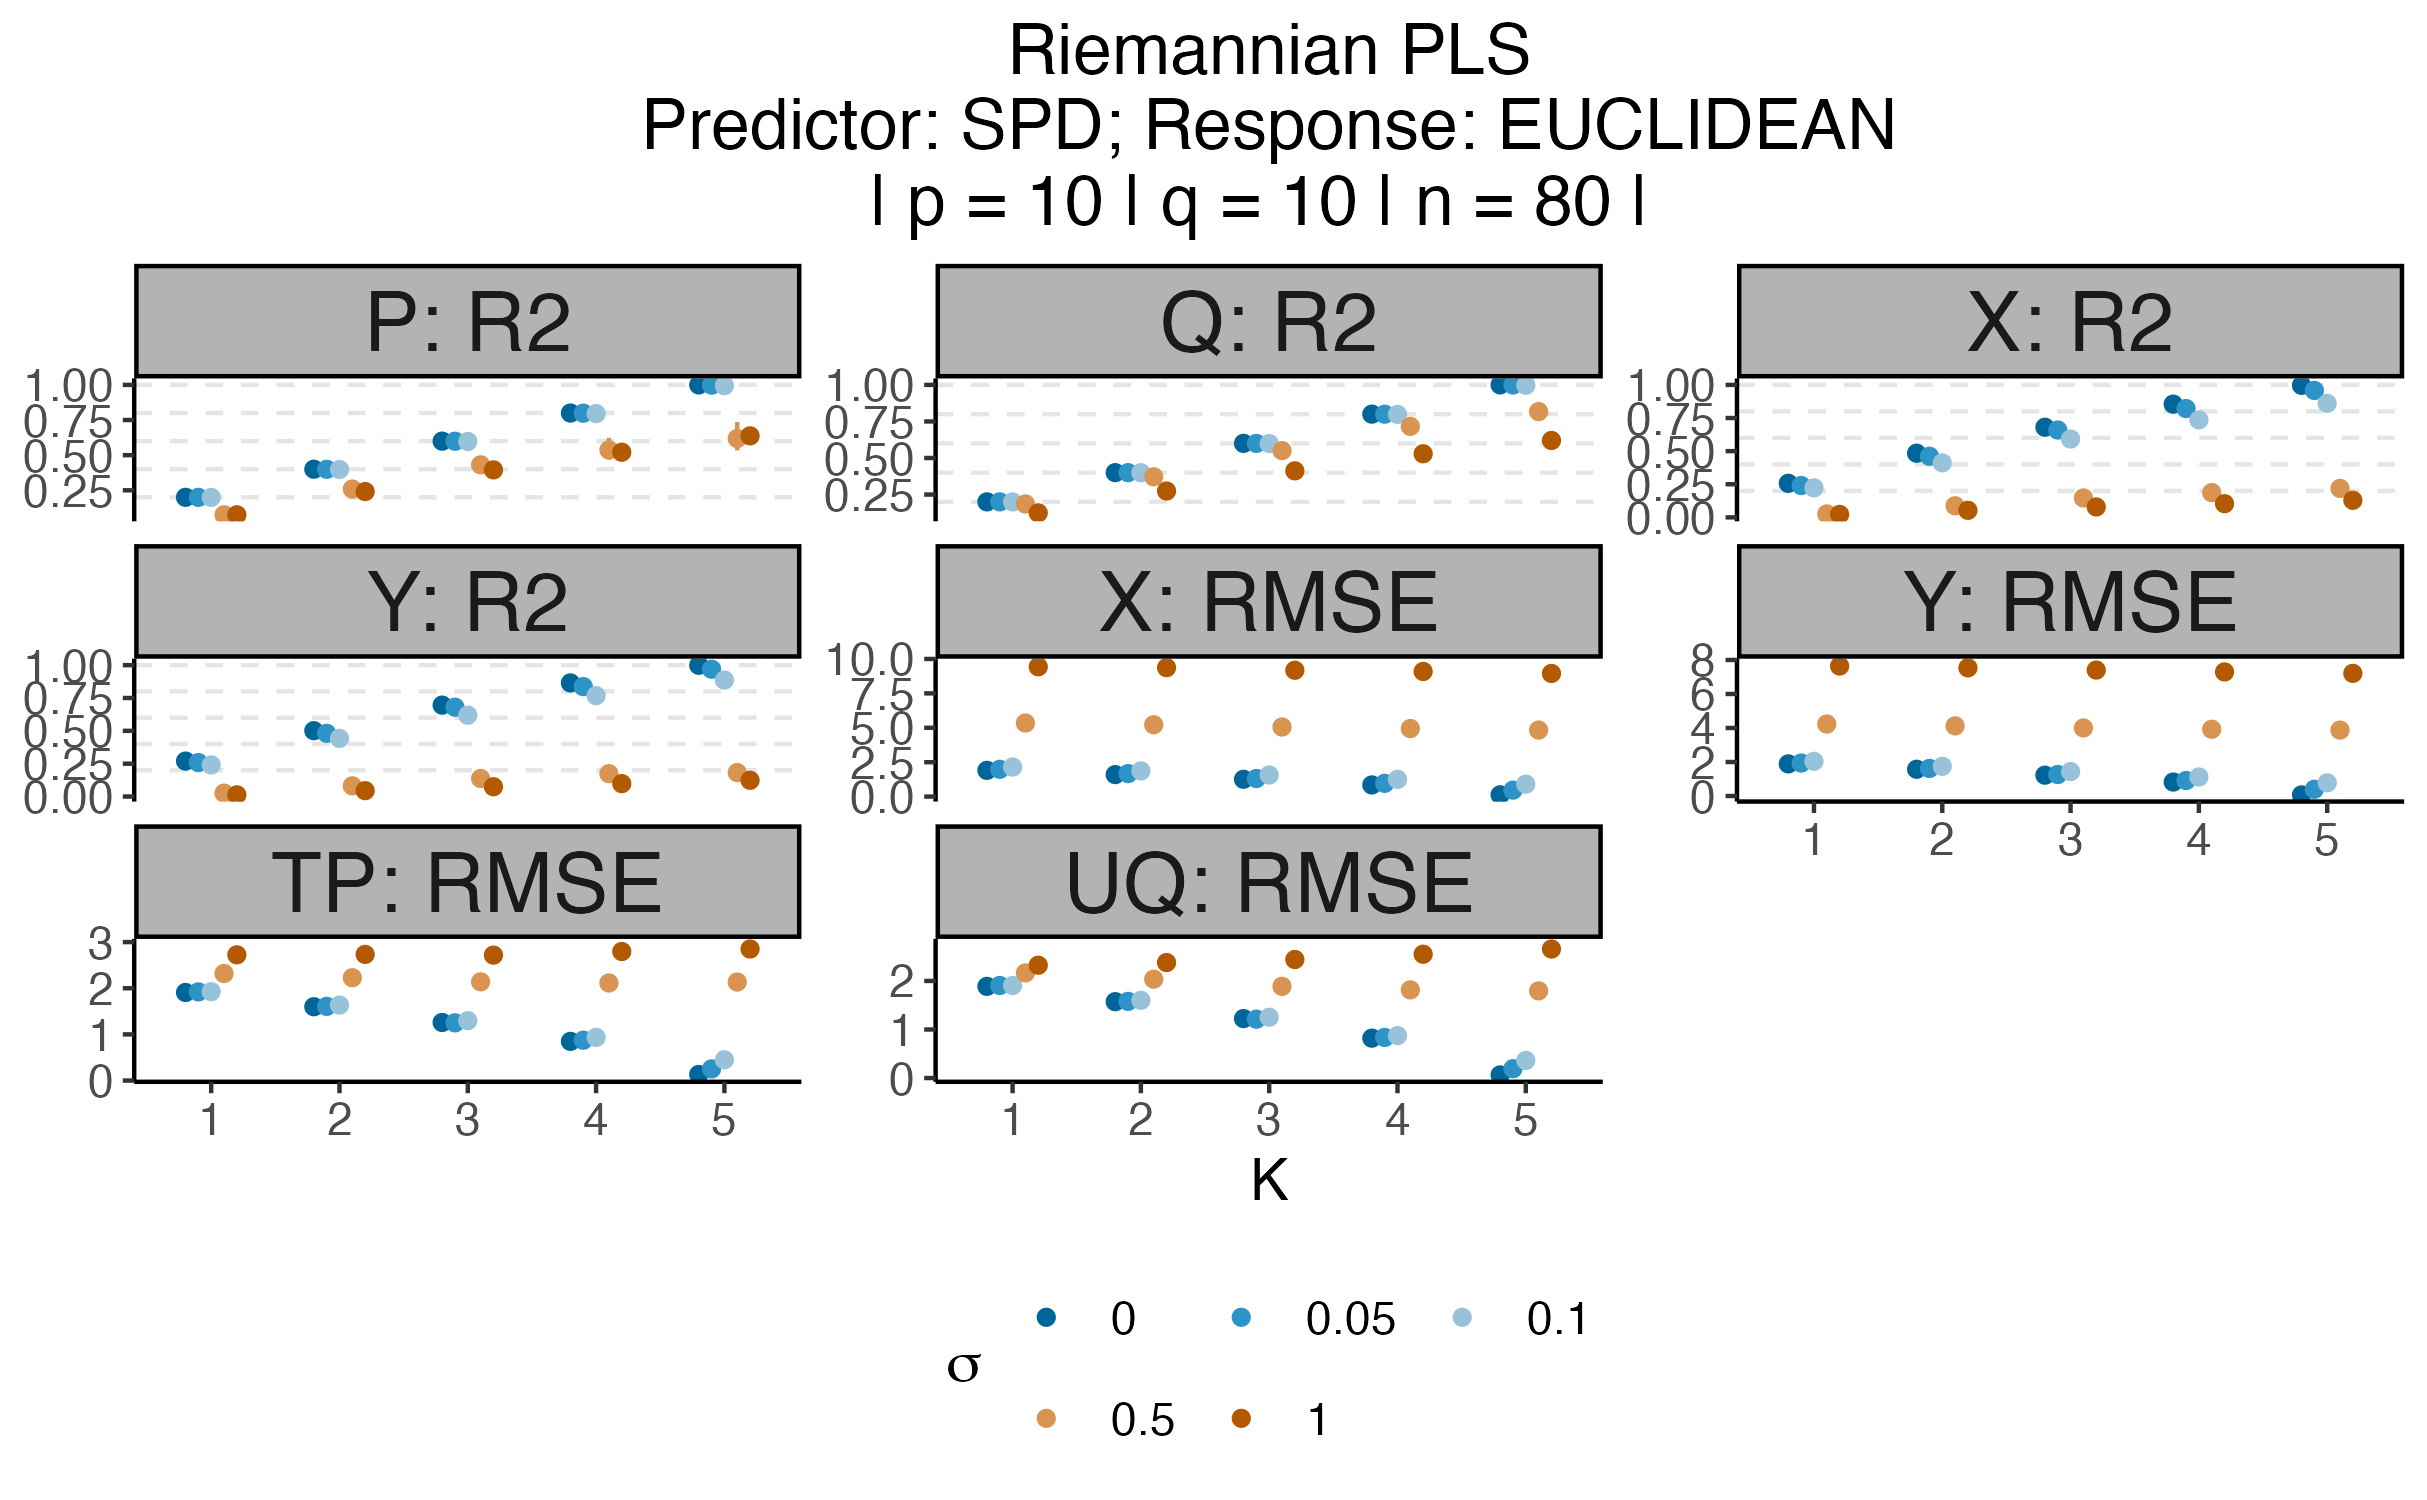 Riemannian PLS
Predictor: SPD; Response: EUCLIDEAN
| p = 10 | q = 10 | n = 80 |
P: R2
Q: R2
X: R2
1.00
0.75
0.50
0.25
1.00
0.75
0.50
0.25
1.00
0.75
0.50
0.25
0.00
Y: R2
X: RMSE
Y: RMSE
1.00
0.75
0.50
0.25
0.00
10.0
7.5
5.0
2.5
0.0
8
6
4
2
0
1 2 3 4 5
TP: RMSE
UQ: RMSE
3
2
1
0
2
1
0
1 2 3 4 5
1 2 3 4 5
K
σ
0 0.05 0.1
0.5 1